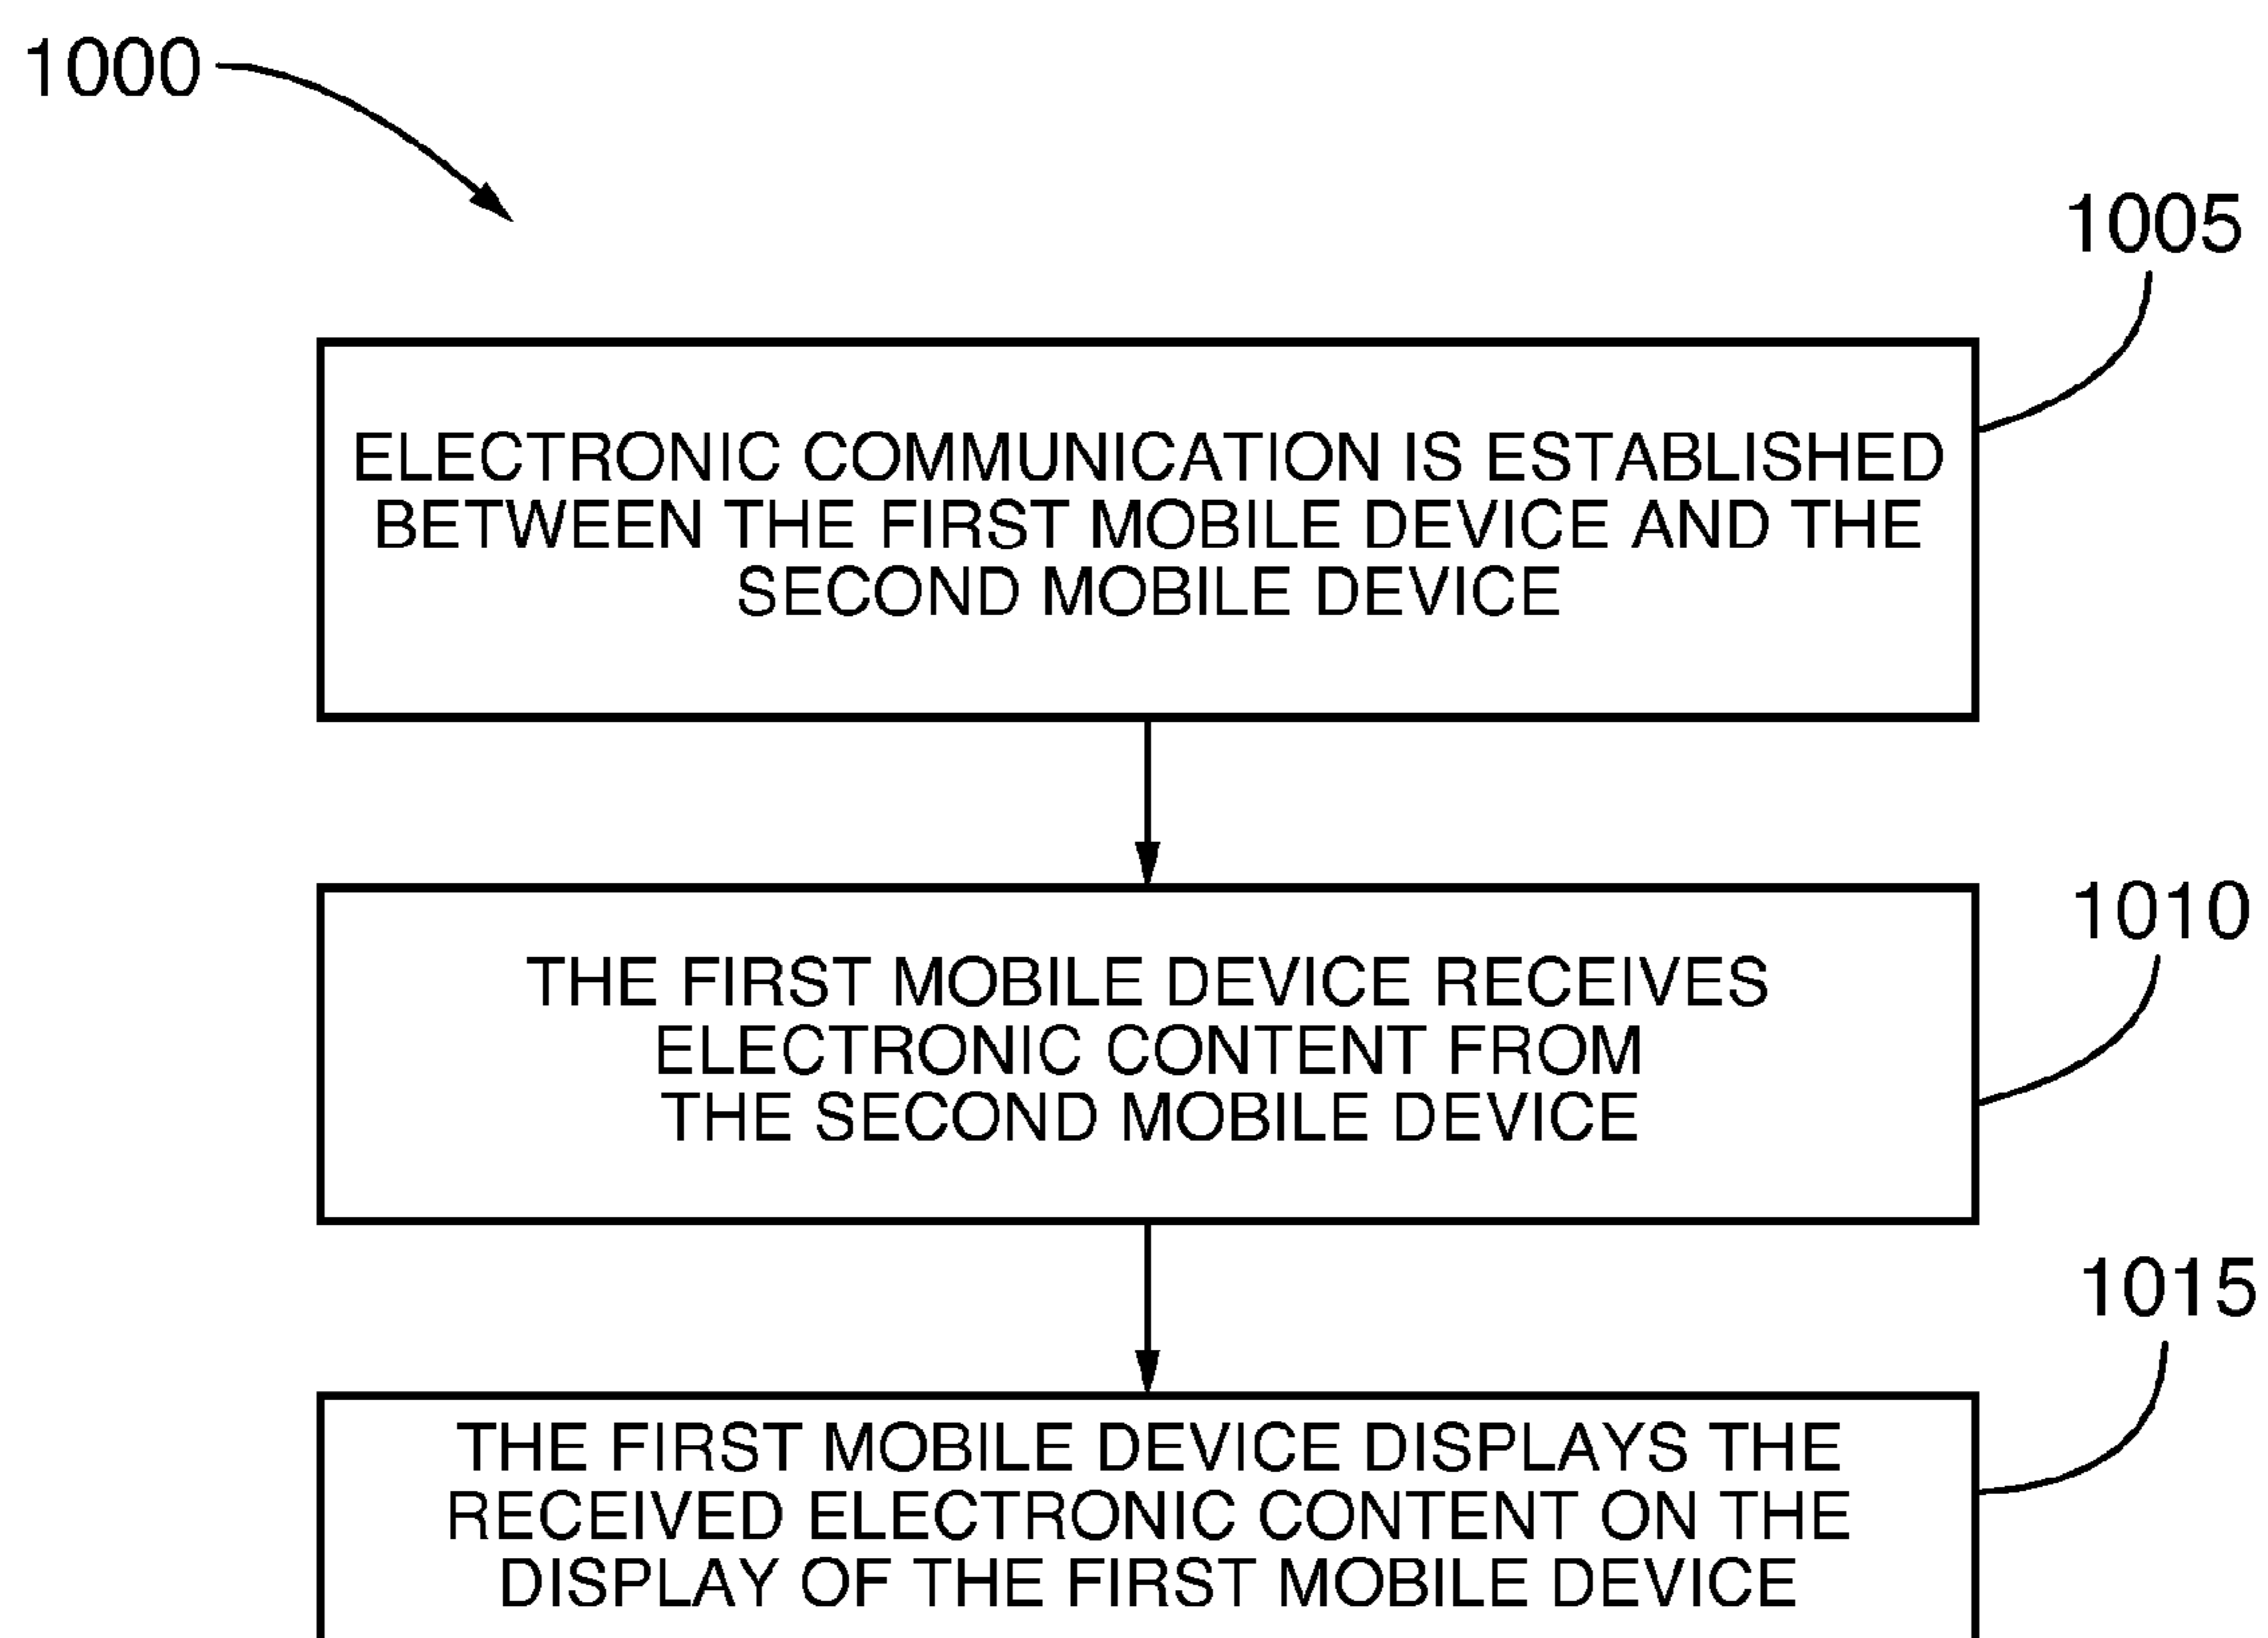 1000
1005
ELECTRONIC COMMUNICATION IS ESTABLISHED
BETWEEN THE FIRST MOBILE DEVICE AND THE
SECOND MOBILE DEVICE
1010
THE FIRST MOBILE DEVICE RECEIVES
ELECTRONIC CONTENT FROM
THE SECOND MOBILE DEVICE
1015
THE FIRST MOBILE DEVICE DISPLAYS THE
RECEIVED ELECTRONIC CONTENT ON THE
DISPLAY OF THE FIRST MOBILE DEVICE